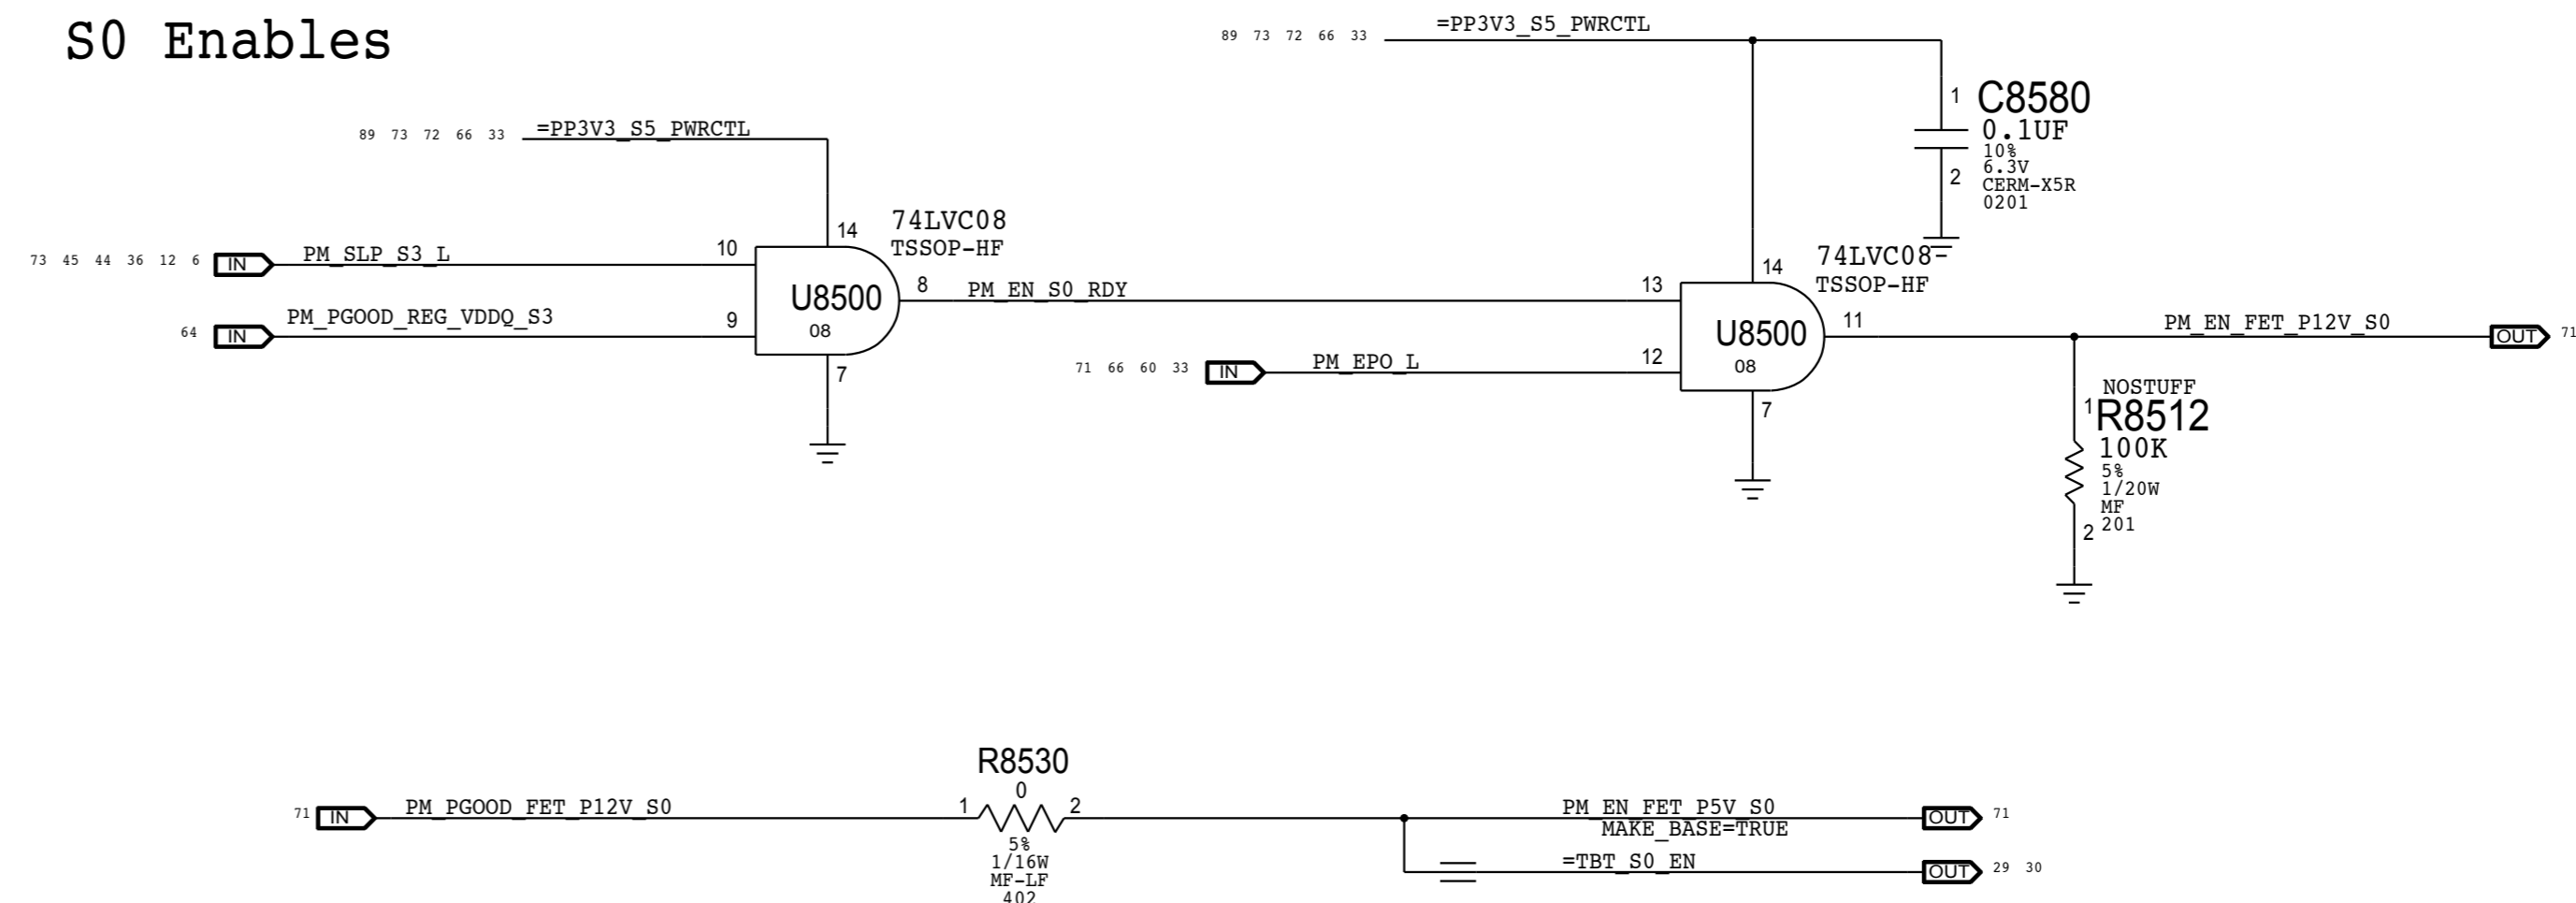 S0 Enables
89 73 72 66 33 =PP3V3_S5_PWRCTL
1 C8580
0.1UF
10%
6.3V
2 CERM-X5R
0201
89 73 72 66 33 =PP3V3_S5_PWRCTL
14 74LVC08
TSSOP-HF
73 45 44 36 12 6 IN PM_SLP_S3_L 10
U8500
08
8 PM_EN_S0_RDY 13
64 IN PM_PGOOD_REG_VDDQ_S3 9
7
14 74LVC08
TSSOP-HF
U8500
08
11 PM_EN_FET_P12V_S0 OUT 71
71 66 60 33 IN PM_EPO_L 12
7
NOSTUFF
1 R8512
100K
5%
1/20W
MF
2 201
R8530
0
71 IN PM_PGOOD_FET_P12V_S0 1 2 PM_EN_FET_P5V_S0 OUT 71
5%
1/16W
MF-LF
402
MAKE_BASE=TRUE
=TBT_S0_EN OUT 29 30